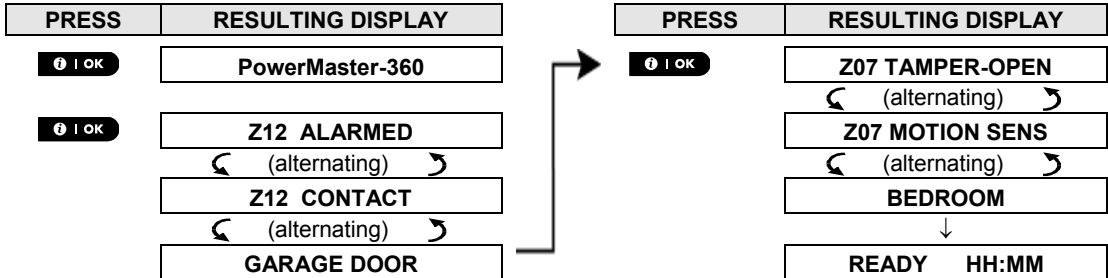 PRESS RESULTING DISPLAY
i | OK PowerMaster-360
i | OK Z12 ALARMED
(alternating)
Z12 CONTACT
(alternating)
GARAGE DOOR
PRESS RESULTING DISPLAY
i | OK Z07 TAMPER-OPEN
(alternating)
Z07 MOTION SENS
(alternating)
BEDROOM
READY HH:MM